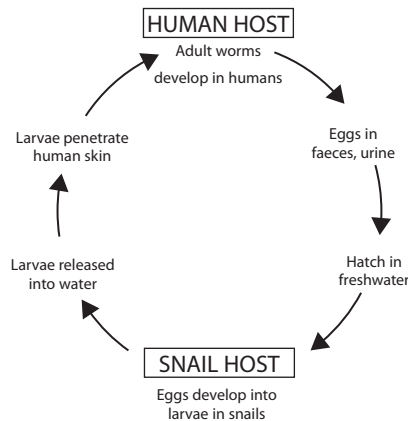 HUMAN HOST
Adult worms
develop in humans
Eggs in
faeces, urine
Hatch in
freshwater
SNAIL HOST
Eggs develop into
larvae in snails
Larvae released
into water
Larvae penetrate
human skin